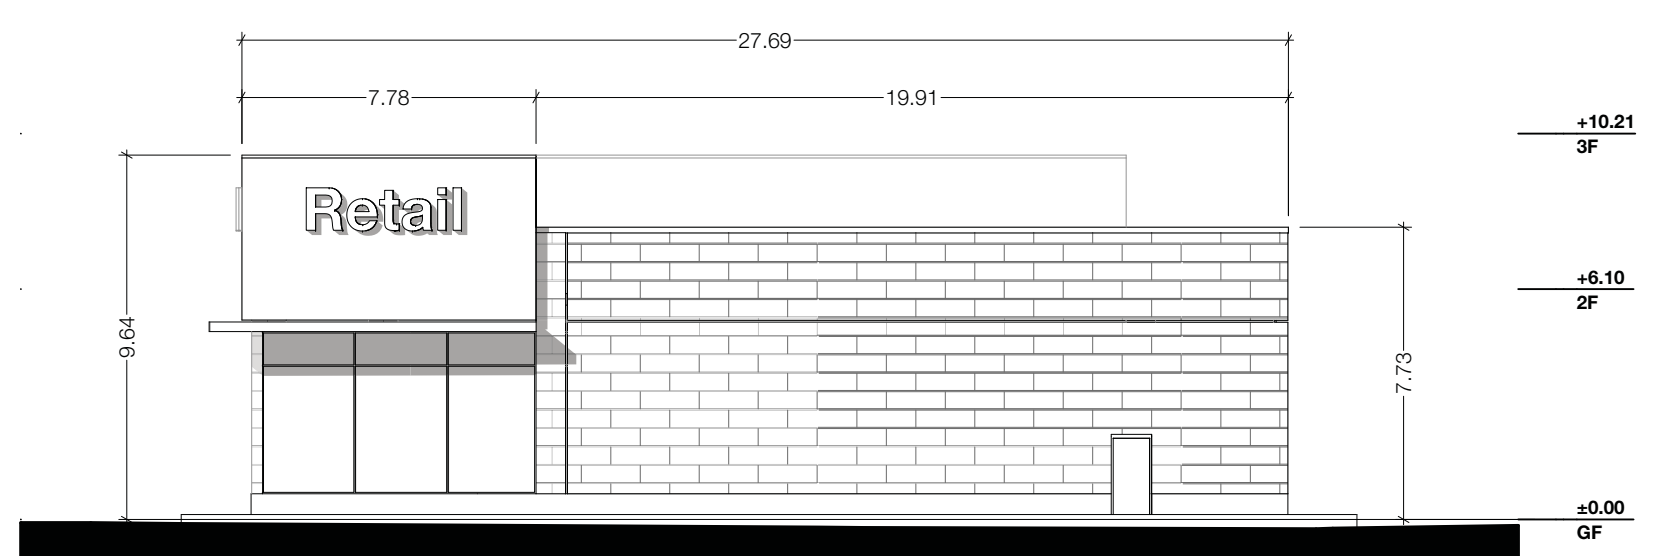 27.69
7.78
19.91
+10.21
3F
Retail
+6.10
2F
9.64
7.73
±0.00
GF